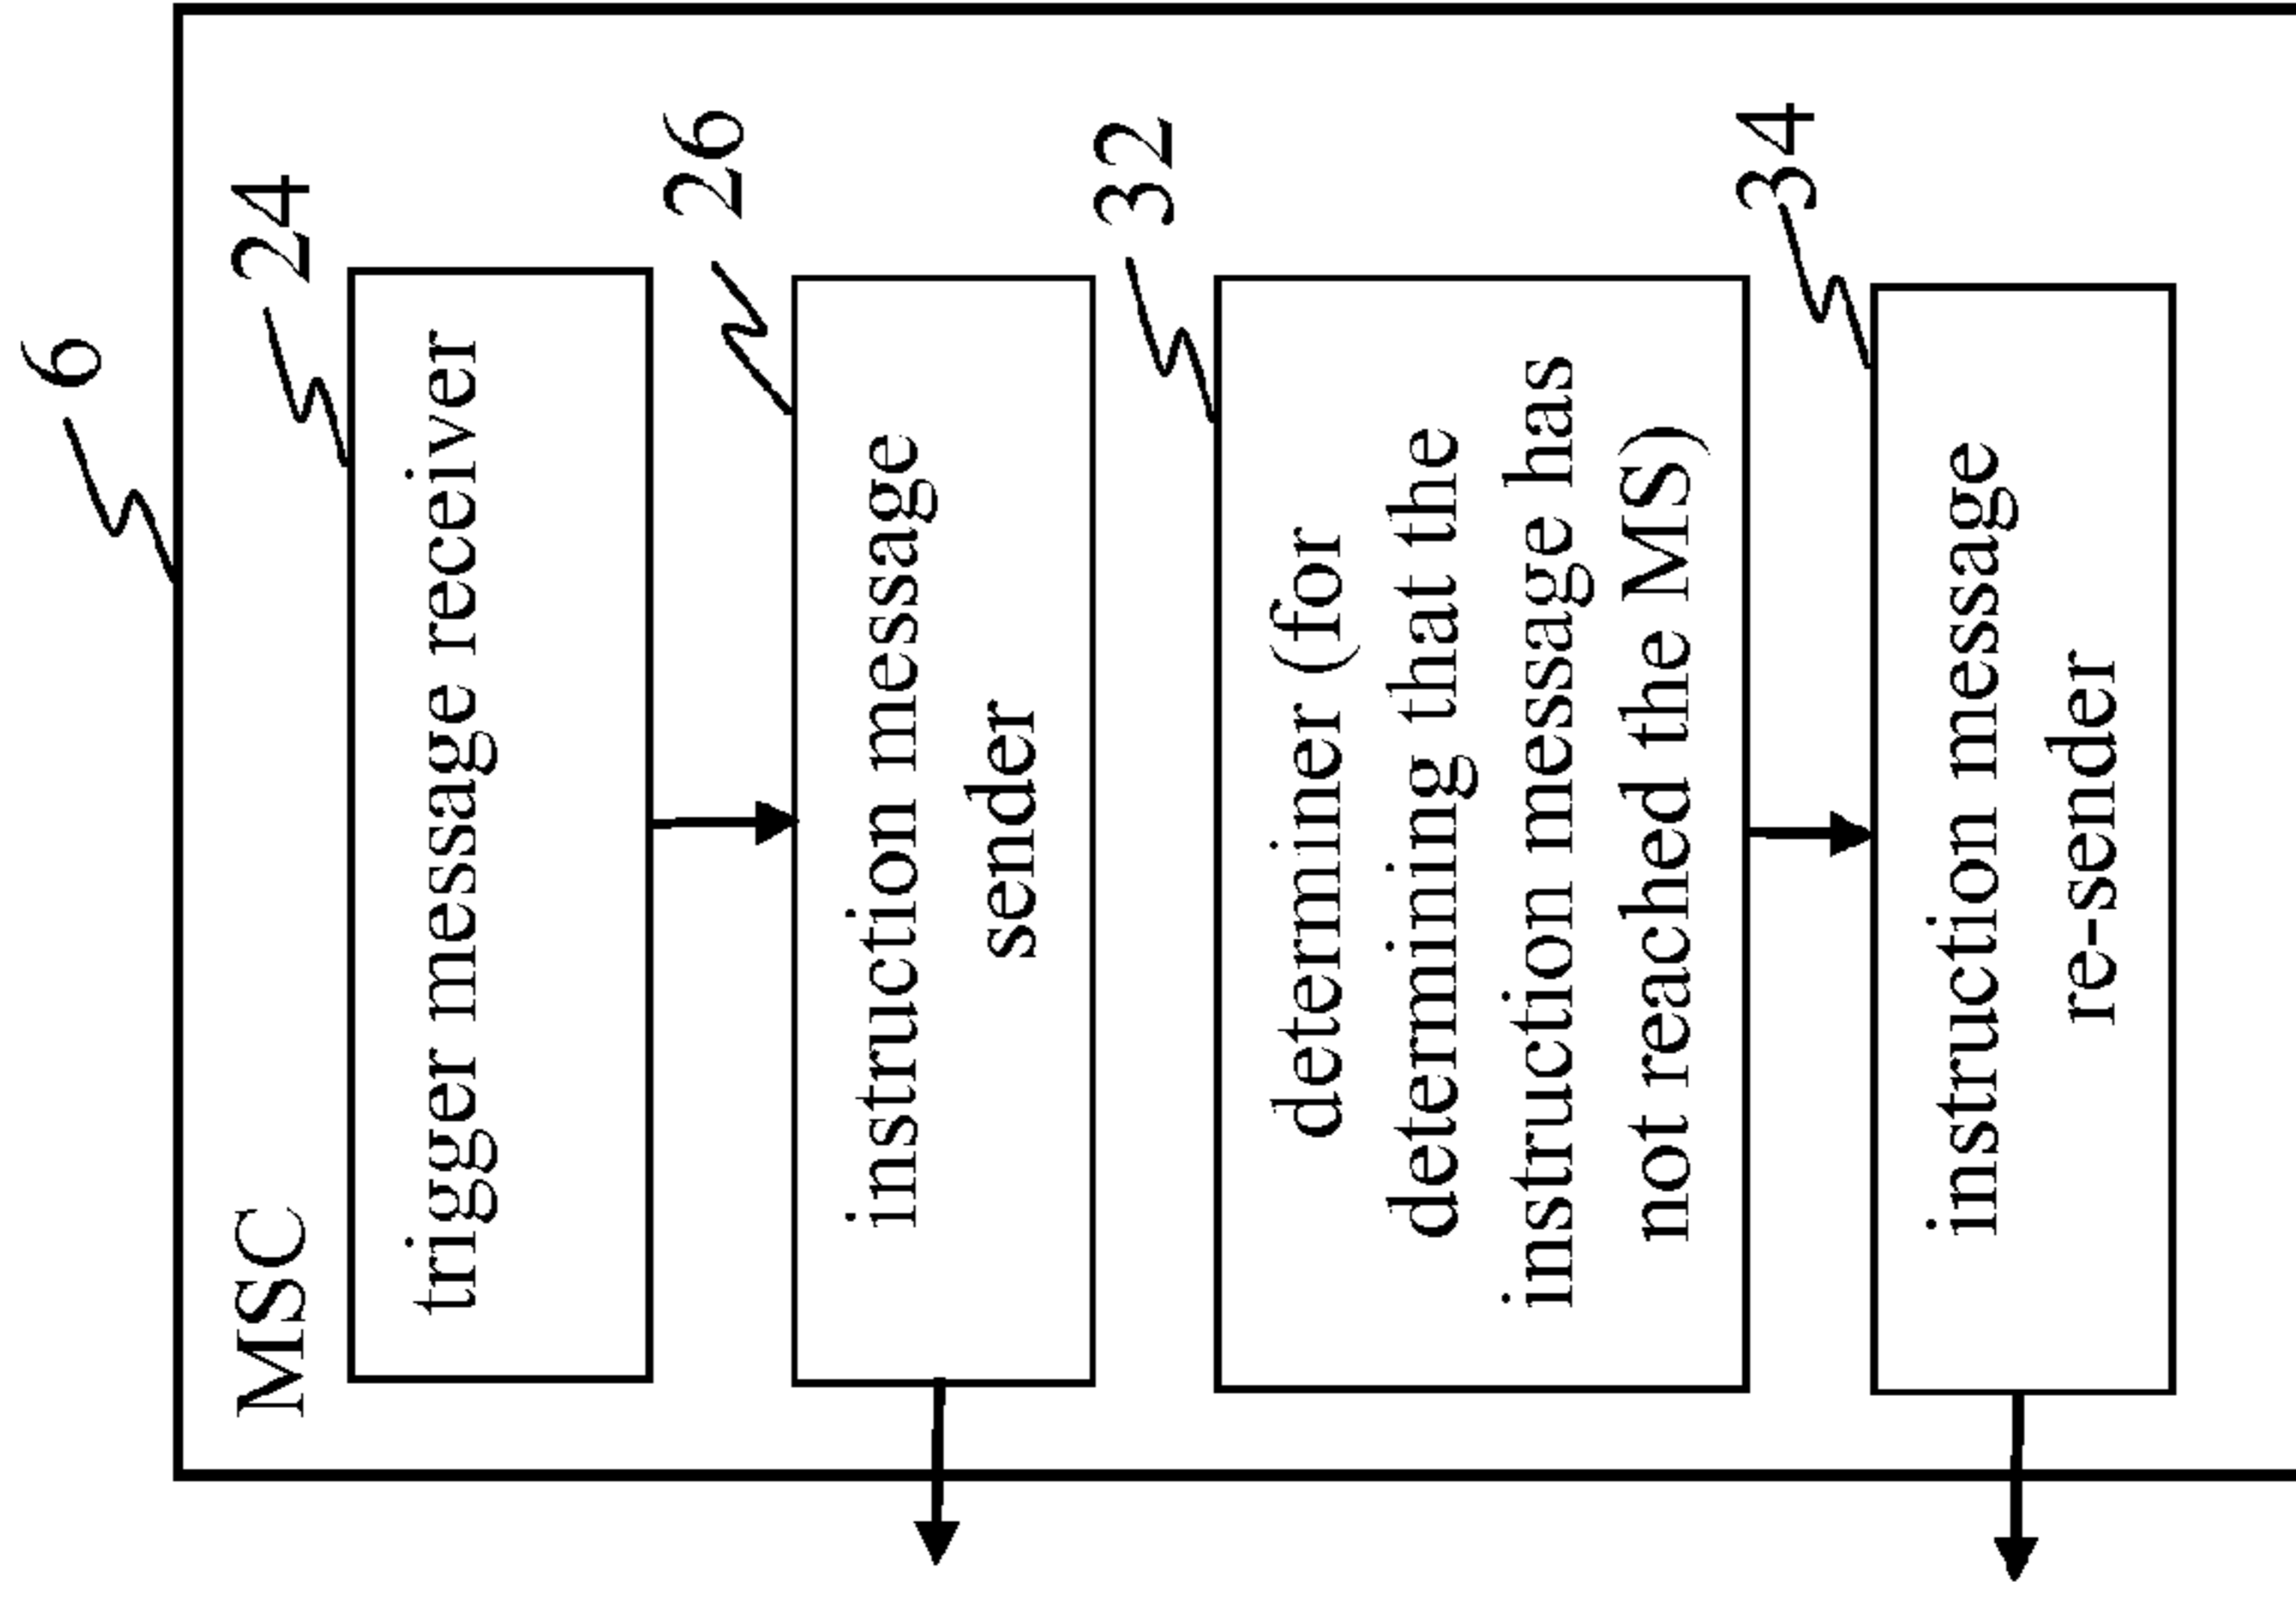 6
MSC
24
trigger message receiver
26
instruction message
sender
32
determiner (for
determining that the
instruction message has
not reached the MS)
34
instruction message
re-sender